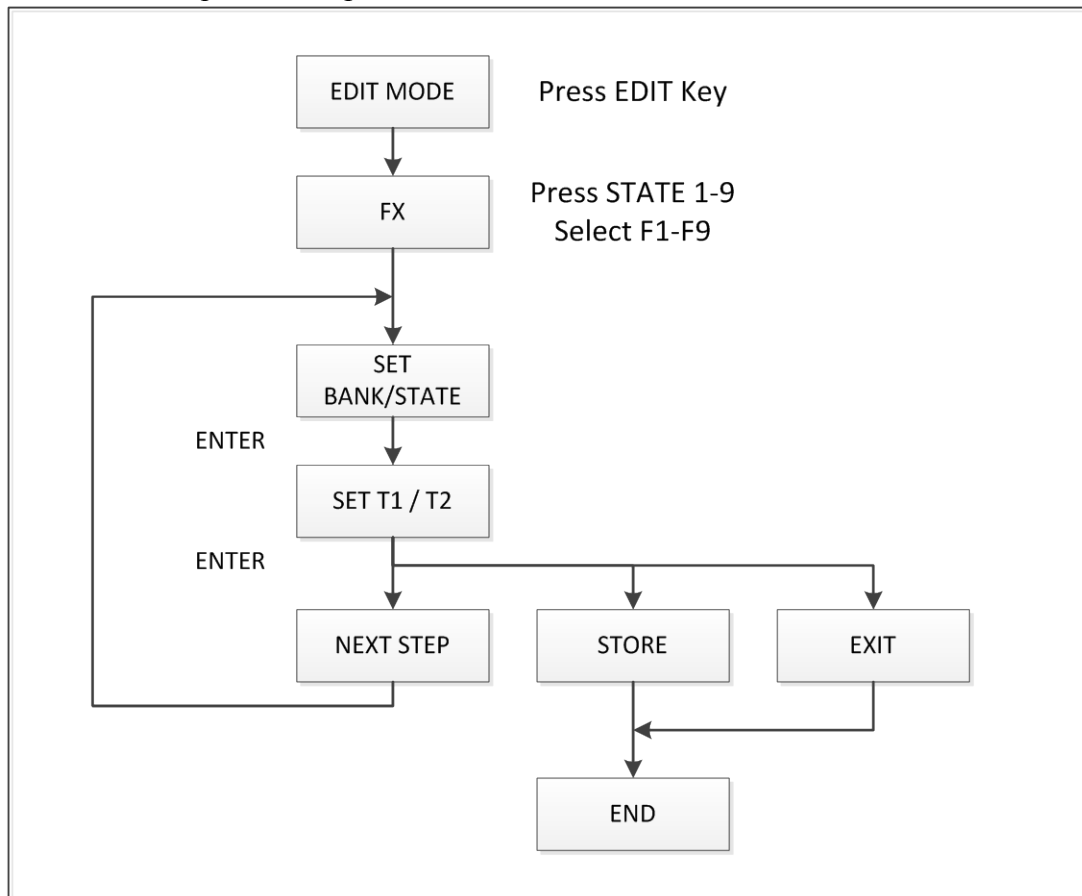 EDIT MODE
Press EDIT Key
FX
Press STATE 1-9
Select F1-F9
SET
BANK/STATE
ENTER
SET T1 / T2
ENTER
NEXT STEP
STORE
EXIT
END